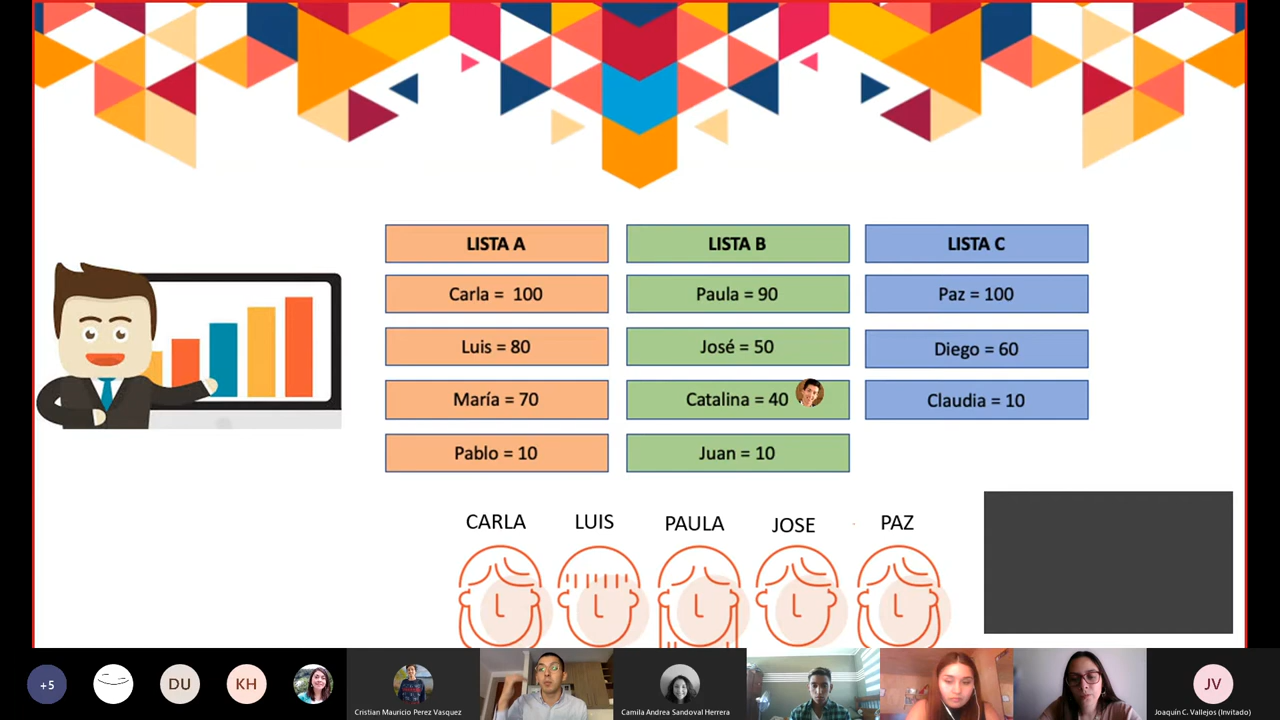 LISTA A
LISTA B
LISTA C
Carla = 100
Paula = 90
Paz = 100
Luis = 80
José = 50
Diego = 60
María = 70
Catalina = 40
Claudia = 10
Pablo = 10
Juan = 10
CARLA
LUIS
PAULA
JOSE
PAZ
+5
DU
KH
JV
Cristian Mauricio Perez Vasquez
Camila Andrea Sandoval Herrera
Joaquín C. Vallejos (Invitado)